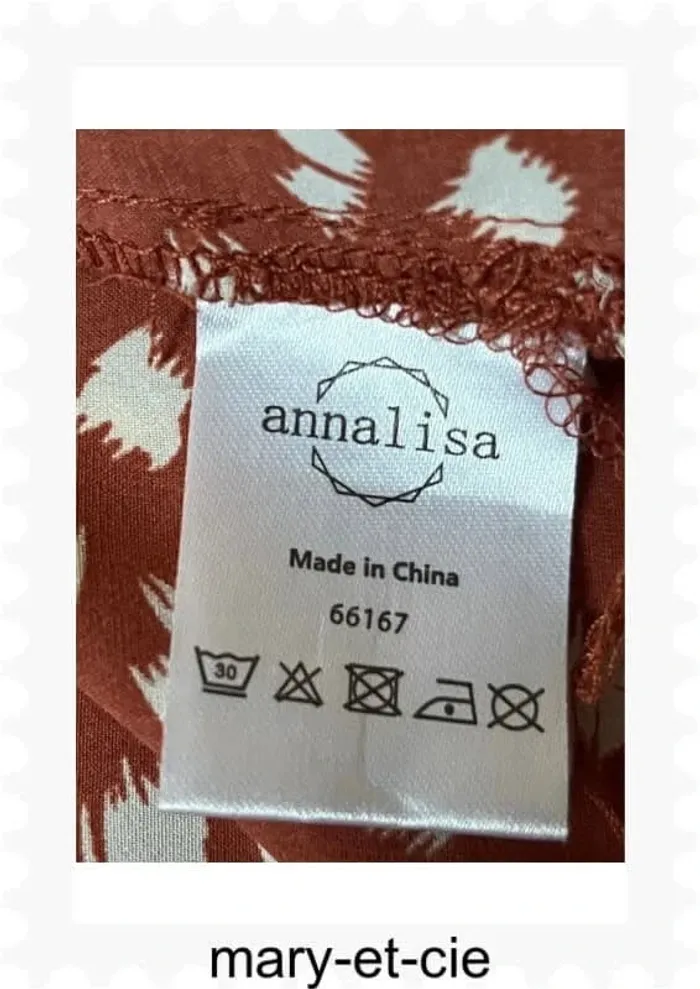 annalisa
Made in China
66167
30
mary-et-cie